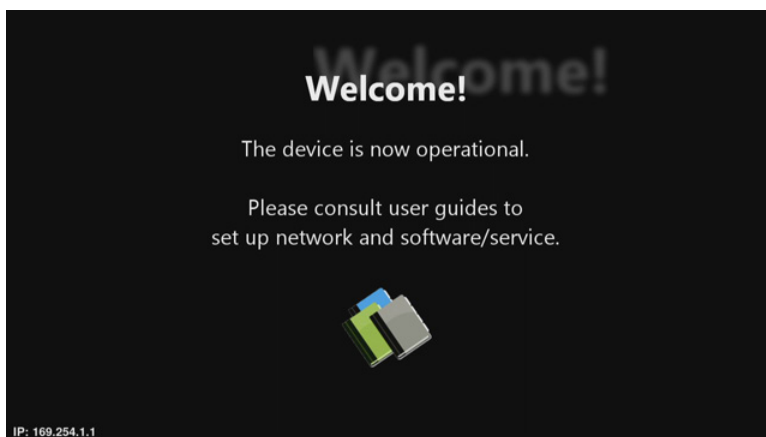 Welcome!
Welcome!
The device is now operational.
Please consult user guides to
set up network and software/service.
IP: 169.254.1.1